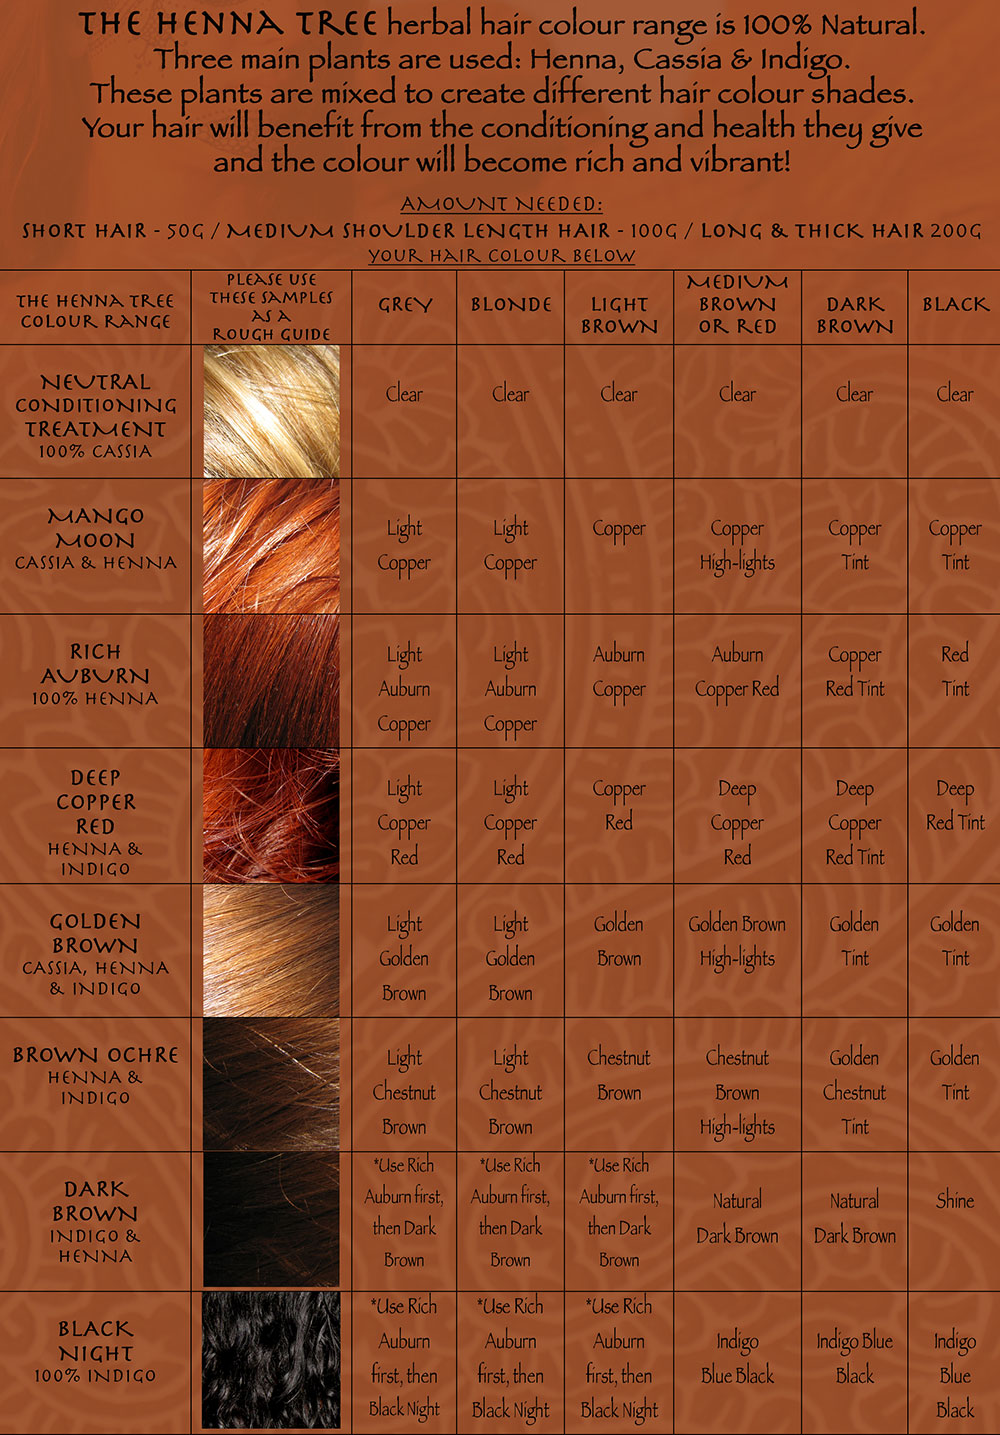 THE HENNA TREE herbal hair colour range is 100% Natural.
Three main plants are used: Henna, Cassia & Indigo.
These plants are mixed to create different hair colour shades.
Your hair will benefit from the conditioning and health they give
and the colour will become rich and vibrant!
AMOUNT NEEDED:
SHORT HAIR - 50G / MEDIUM SHOULDER LENGTH HAIR - 100G / LONG & THICK HAIR 200G
YOUR HAIR COLOUR BELOW
THE HENNA TREE
COLOUR RANGE
PLEASE USE
THESE SAMPLES
AS A
ROUGH GUIDE
GREY
BLONDE
LIGHT
BROWN
MEDIUM
BROWN
OR RED
DARK
BROWN
BLACK
NEUTRAL
CONDITIONING
TREATMENT
100% CASSIA
Clear
Clear
Clear
Clear
Clear
Clear
MANGO
MOON
CASSIA & HENNA
Light
Copper
Light
Copper
Copper
Copper
High-lights
Copper
Tint
Copper
Tint
RICH
AUBURN
100% HENNA
Light
Auburn
Copper
Light
Auburn
Copper
Auburn
Copper
Auburn
Copper Red
Copper
Red Tint
Red
Tint
DEEP
COPPER
RED
HENNA &
INDIGO
Light
Copper
Red
Light
Copper
Red
Copper
Red
Deep
Copper
Red
Deep
Copper
Red Tint
Deep
Red Tint
GOLDEN
BROWN
CASSIA, HENNA
& INDIGO
Light
Golden
Brown
Light
Golden
Brown
Golden
Brown
Golden Brown
High-lights
Golden
Tint
Golden
Tint
BROWN OCHRE
HENNA &
INDIGO
Light
Chestnut
Brown
Light
Chestnut
Brown
Chestnut
Brown
Chestnut
Brown
High-lights
Golden
Chestnut
Tint
Golden
Tint
DARK
BROWN
INDIGO &
HENNA
*Use Rich
Auburn first,
then Dark
Brown
*Use Rich
Auburn first,
then Dark
Brown
*Use Rich
Auburn first,
then Dark
Brown
Natural
Dark Brown
Natural
Dark Brown
Shine
BLACK
NIGHT
100% INDIGO
*Use Rich
Auburn
first, then
Black Night
*Use Rich
Auburn
first, then
Black Night
*Use Rich
Auburn
first, then
Black Night
Indigo
Blue Black
Indigo Blue
Black
Indigo
Blue
Black